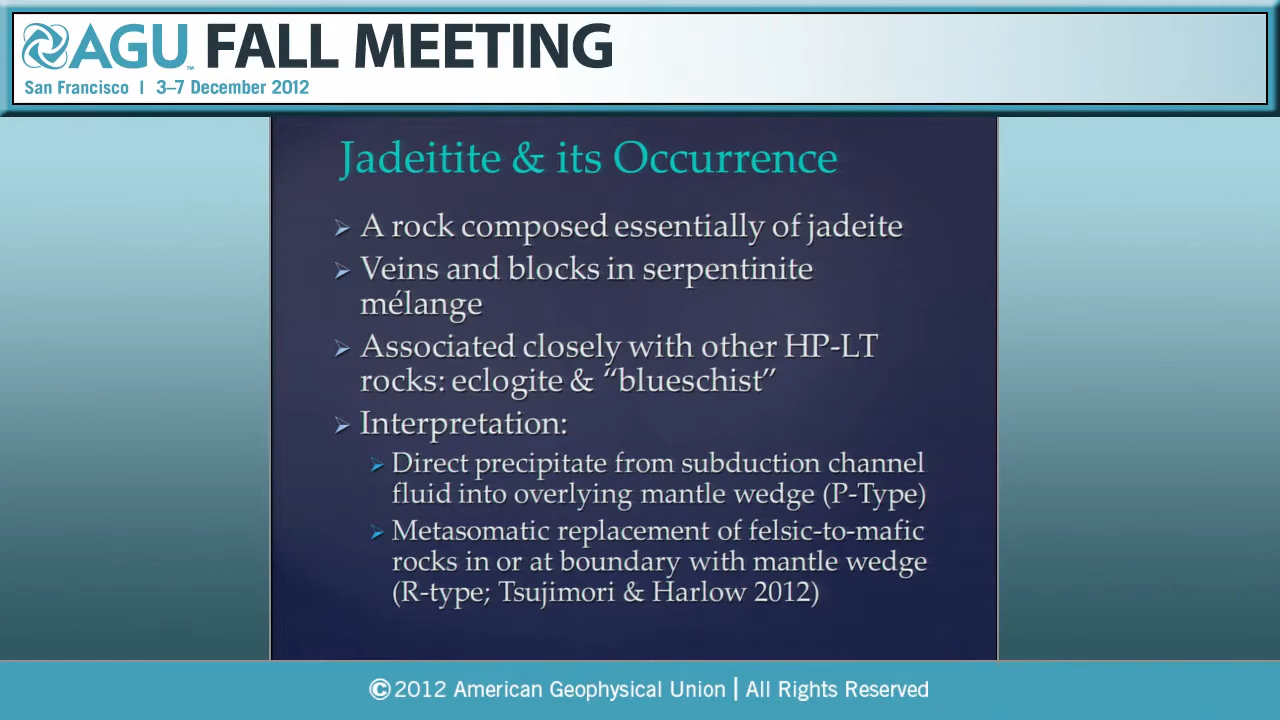 AGU™ FALL MEETING
San Francisco | 3–7 December 2012
Jadeitite & its Occurrence
A rock composed essentially of jadeite
Veins and blocks in serpentinite
mélange
Associated closely with other HP-LT
rocks: eclogite & “blueschist”
Interpretation:
Direct precipitate from subduction channel
fluid into overlying mantle wedge (P-Type)
Metasomatic replacement of felsic-to-mafic
rocks in or at boundary with mantle wedge
(R-type; Tsujimori & Harlow 2012)
©2012 American Geophysical Union | All Rights Reserved